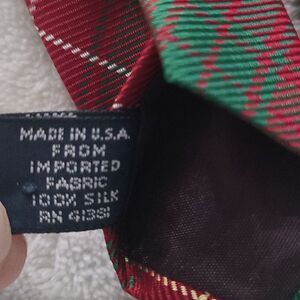 MADE IN U.S.A.
FROM
IMPORTED
FABRIC
100% SILK
RN 41381